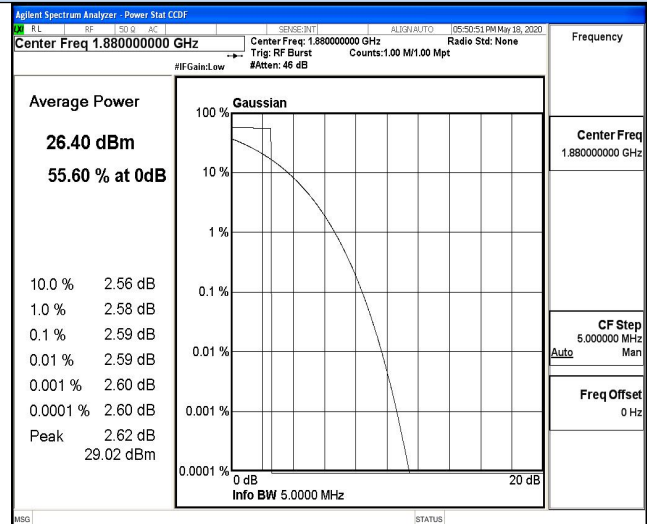 Agilent Spectrum Analyzer - Power Stat CCDF
LXI RL RF 50 Ω AC SENSE:INT ALIGN AUTO 05:50:51 PM May 18, 2020
Center Freq 1.880000000 GHz
Center Freq: 1.880000000 GHz Radio Std: None
Trig: RF Burst Counts:1.00 M/1.00 Mpt
#IFGain:Low #Atten: 46 dB
Frequency
Average Power
26.40 dBm
55.60 % at 0dB
10.0 % 2.56 dB
1.0 % 2.58 dB
0.1 % 2.59 dB
0.01 % 2.59 dB
0.001 % 2.60 dB
0.0001 % 2.60 dB
Peak 2.62 dB
29.02 dBm
Gaussian
100 %
10 %
1 %
0.1 %
0.01 %
0.001 %
0.0001 %
0 dB 20 dB
Info BW 5.0000 MHz
Center Freq
1.880000000 GHz
CF Step
5.000000 MHz
Auto Man
Freq Offset
0 Hz
MSG STATUS